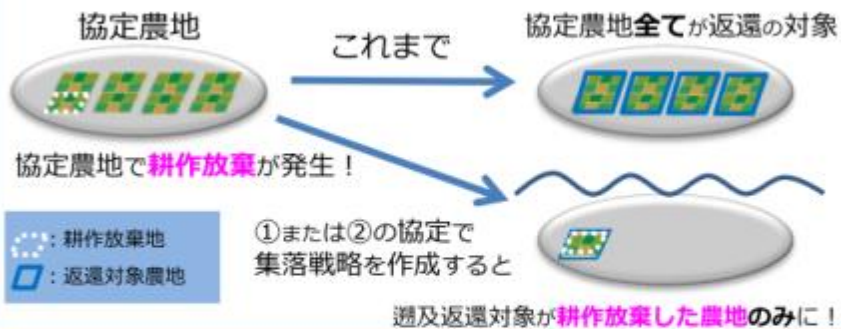 協定農地
これまで
協定農地全てが返還の対象
協定農地で耕作放棄が発生！
：耕作放棄地
：返還対象農地
①または②の協定で
集落戦略を作成すると
遡及返還対象が耕作放棄した農地のみに！